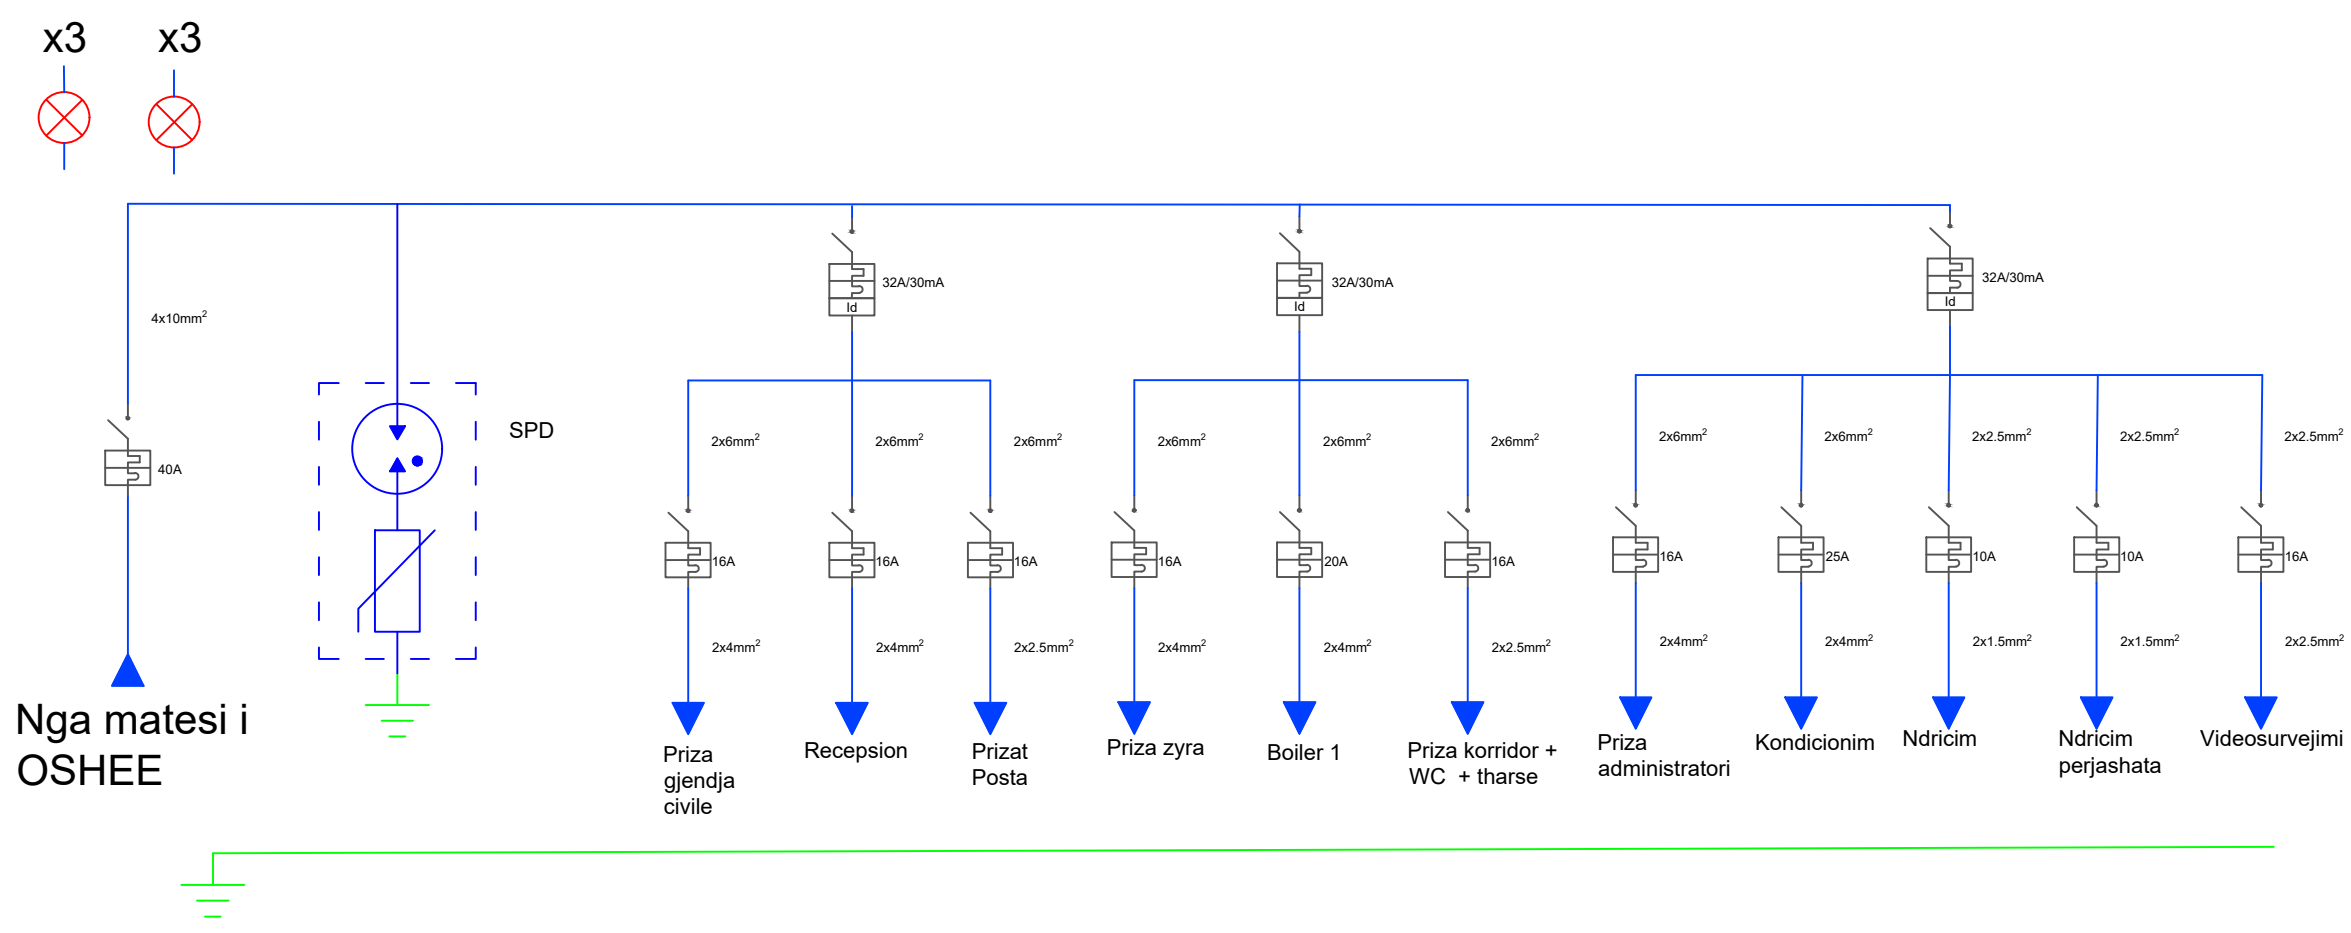 x3 x3
32A/30mA 32A/30mA 32A/30mA
Id Id Id
4x10mm²
SPD
2x6mm² 2x6mm² 2x6mm² 2x6mm² 2x6mm² 2x6mm² 2x6mm² 2x6mm² 2x2.5mm² 2x2.5mm² 2x2.5mm²
40A
16A 16A 16A 16A 20A 16A 16A 25A 10A 10A 16A
2x4mm² 2x4mm² 2x2.5mm² 2x4mm² 2x4mm² 2x2.5mm² 2x4mm² 2x4mm² 2x1.5mm² 2x1.5mm² 2x2.5mm²
Nga matesi i
OSHEE
Priza
gjendja
civile
Recepsion
Prizat
Posta
Priza zyra
Boiler 1
Priza korridor +
WC + tharse
Priza
administratori
Kondicionim
Ndricim
Ndricim
perjashata
Videosurvejimi